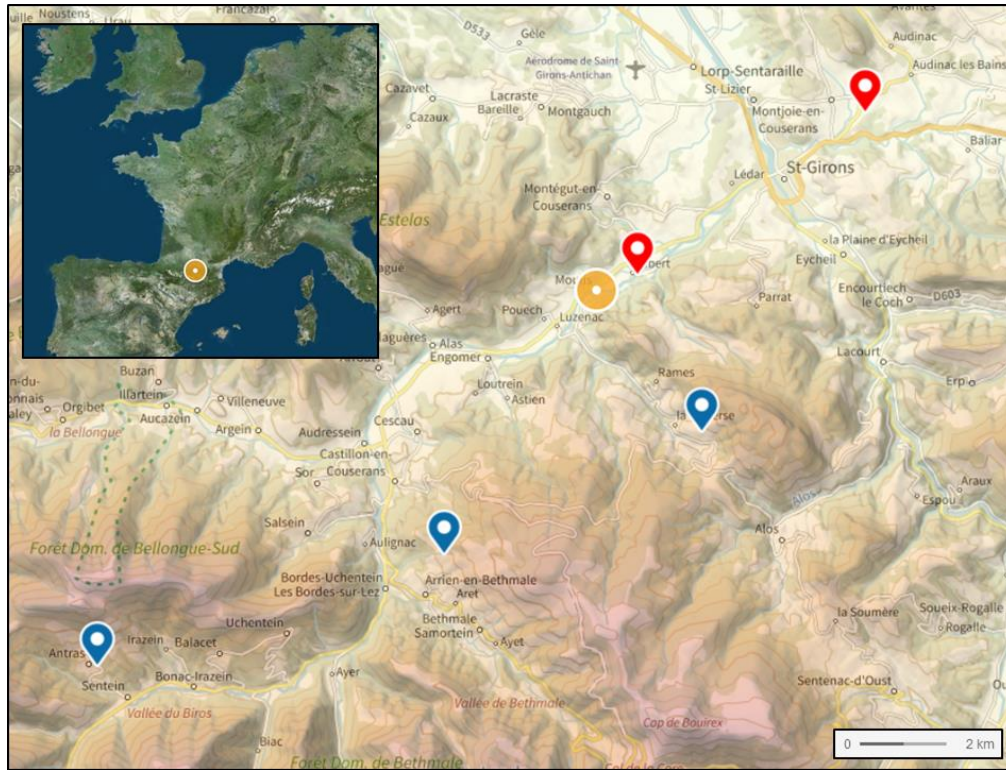 Noustens
Francazal
D533
Gèle
Avantès
Audinac
Aérodrome de Saint
Girons-Antichan
Lorp-Sentaraille
Audinac les Bains
Cazavet
Lacraste
Bareille
Montgauch
St-Lizier
Montjoie-en-
Couserans
Cazaux
Baliar
St-Girons
Lédar
Montégut-en-
Couserans
Estelas
la Plaine d'Eycheil
Eycheil
Encourtiech
le Coch
D603
Parrat
Agert
Pouech
Luzenac
Alas
Engomer
Lacourt
Buzan
Rames
Erp
Loutrein
Astien
Illartein
Villeneuve
Orgibet
Aucazein
la Bellongue
Argein
Audressein
Cescau
Castillon-en-
Couserans
Sor
Araux
Espou
Alos
Salsein
Alos
Aulignac
Forêt Dom. de Bellongue-Sud
Bordes-Uchentein
Les Bordes-sur-Lez
Arrien-en-Bethmale
Aret
la Soumère
Soueix-Rogalle
Rogalle
Uchentein
Bethmale
Samortein
Irazein
Balacet
Antras
Ayet
Ayer
Bonac-Irazein
Sentein
Sentenac-d'Oust
Vallée du Biros
Vallée de Bethmale
Cap de Bouirex
Biac
Forêt Dom. de Bethmale
0 2 km